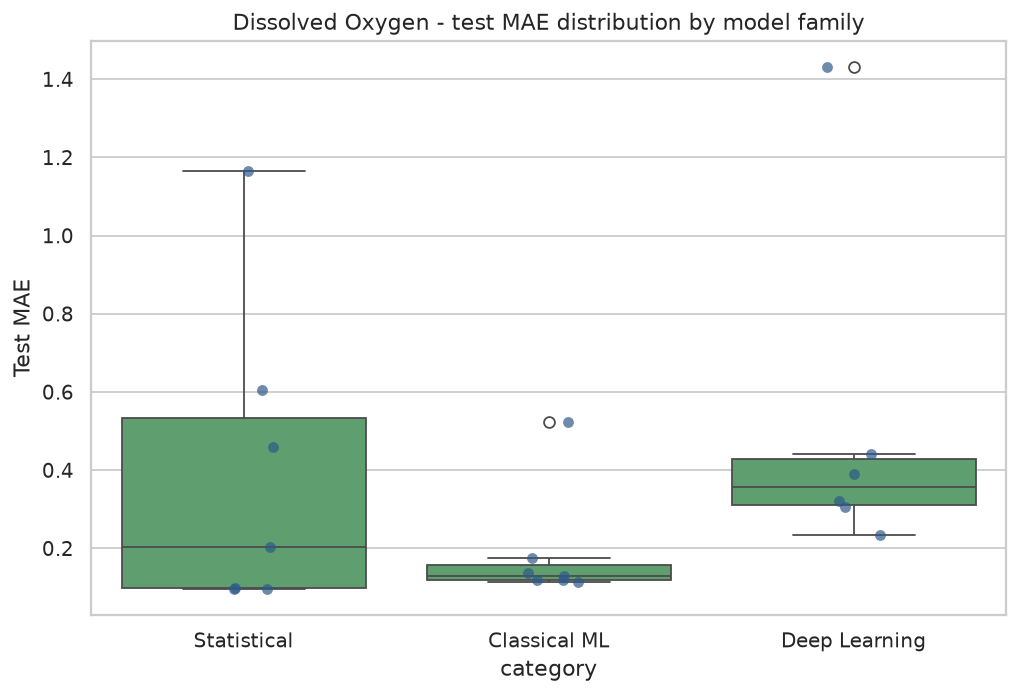 Dissolved Oxygen - test MAE distribution by model family
1.4
1.2
1.0
0.8
0.6
0.4
0.2
Test MAE
Statistical
Classical ML
Deep Learning
category